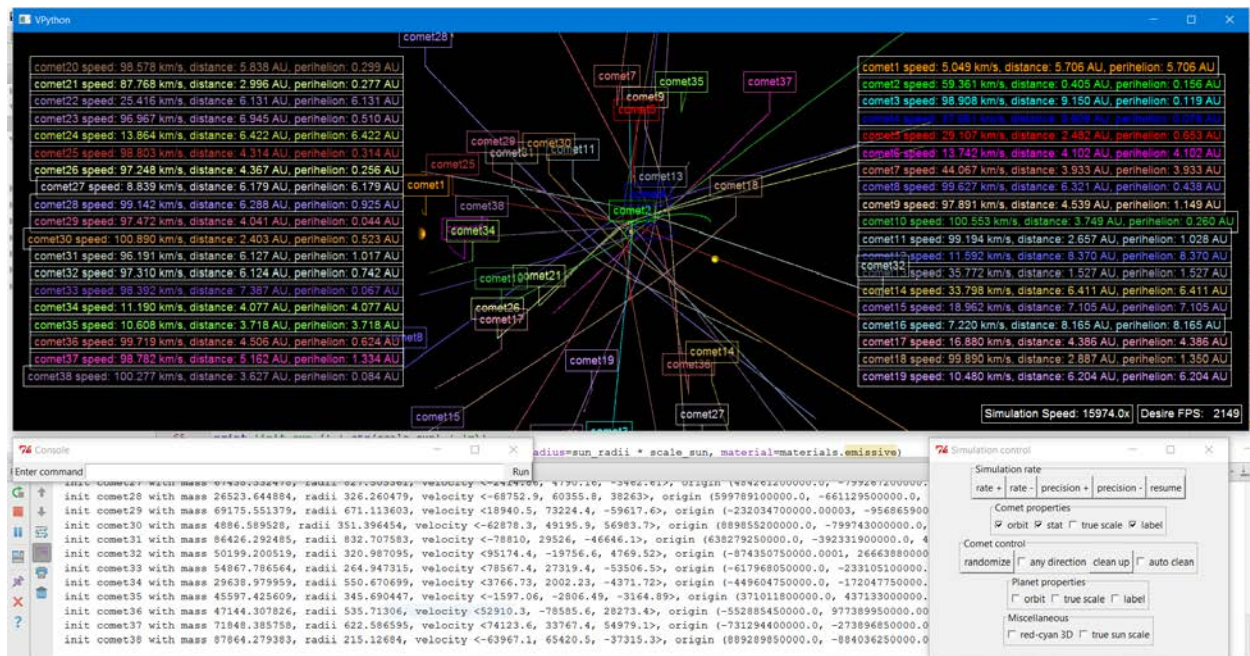 VPython
comet20 speed: 98.578 km/s, distance: 5.838 AU, perihelion: 0.299 AU
comet21 speed: 87.768 km/s, distance: 2.996 AU, perihelion: 0.277 AU
comet22 speed: 25.416 km/s, distance: 6.131 AU, perihelion: 6.131 AU
comet23 speed: 96.967 km/s, distance: 6.945 AU, perihelion: 0.510 AU
comet24 speed: 13.864 km/s, distance: 6.422 AU, perihelion: 6.422 AU
comet25 speed: 98.803 km/s, distance: 4.314 AU, perihelion: 0.314 AU
comet26 speed: 97.248 km/s, distance: 4.367 AU, perihelion: 0.256 AU
comet27 speed: 8.839 km/s, distance: 6.179 AU, perihelion: 6.179 AU
comet28 speed: 99.142 km/s, distance: 6.288 AU, perihelion: 0.925 AU
comet29 speed: 97.472 km/s, distance: 4.041 AU, perihelion: 0.044 AU
comet30 speed: 100.890 km/s, distance: 2.403 AU, perihelion: 0.523 AU
comet31 speed: 96.191 km/s, distance: 6.127 AU, perihelion: 1.017 AU
comet32 speed: 97.310 km/s, distance: 6.124 AU, perihelion: 0.742 AU
comet33 speed: 98.392 km/s, distance: 7.387 AU, perihelion: 0.067 AU
comet34 speed: 11.190 km/s, distance: 4.077 AU, perihelion: 4.077 AU
comet35 speed: 10.608 km/s, distance: 3.718 AU, perihelion: 3.718 AU
comet36 speed: 99.719 km/s, distance: 4.506 AU, perihelion: 0.624 AU
comet37 speed: 98.782 km/s, distance: 5.162 AU, perihelion: 1.334 AU
comet38 speed: 100.277 km/s, distance: 3.627 AU, perihelion: 0.084 AU
comet28
comet7
comet35
comet37
comet9
comet29
comet30
comet31
comet11
comet25
comet13
comet1
comet18
comet38
comet2
comet34
comet10
comet21
comet32
comet26
comet17
comet8
comet14
comet19
comet36
comet15
comet27
comet1 speed: 5.049 km/s, distance: 5.706 AU, perihelion: 5.706 AU
comet2 speed: 59.361 km/s, distance: 0.405 AU, perihelion: 0.156 AU
comet3 speed: 98.908 km/s, distance: 9.150 AU, perihelion: 0.119 AU
comet5 speed: 29.107 km/s, distance: 2.482 AU, perihelion: 0.653 AU
comet6 speed: 13.742 km/s, distance: 4.102 AU, perihelion: 4.102 AU
comet7 speed: 44.067 km/s, distance: 3.933 AU, perihelion: 3.933 AU
comet8 speed: 99.627 km/s, distance: 6.321 AU, perihelion: 0.438 AU
comet9 speed: 97.891 km/s, distance: 4.539 AU, perihelion: 1.149 AU
comet10 speed: 100.553 km/s, distance: 3.749 AU, perihelion: 0.260 AU
comet11 speed: 99.194 km/s, distance: 2.657 AU, perihelion: 1.028 AU
speed: 11.592 km/s, distance: 8.370 AU, perihelion: 8.370 AU
speed: 35.772 km/s, distance: 1.527 AU, perihelion: 1.527 AU
comet14 speed: 33.798 km/s, distance: 6.411 AU, perihelion: 6.411 AU
comet15 speed: 18.962 km/s, distance: 7.105 AU, perihelion: 7.105 AU
comet16 speed: 7.220 km/s, distance: 8.165 AU, perihelion: 8.165 AU
comet17 speed: 16.880 km/s, distance: 4.386 AU, perihelion: 4.386 AU
comet18 speed: 99.890 km/s, distance: 2.887 AU, perihelion: 1.350 AU
comet19 speed: 10.480 km/s, distance: 6.204 AU, perihelion: 6.204 AU
Simulation Speed: 15974.0x
Desire FPS: 2149
Console
adius=sun_radii * scale_sun, material=materials.emissive)
Enter command
Run
init comet28 with mass 26523.644884, radii 326.260479, velocity <-68752.9, 60355.8, 38263>, origin (599789100000.0, -661129500000.0,
init comet29 with mass 69175.551379, radii 671.113603, velocity <18940.5, 73224.4, -59617.6>, origin (-232034700000.00003, -956865900
init comet30 with mass 4886.589528, radii 351.396454, velocity <-62878.3, 49195.9, 56983.7>, origin (889855200000.0, -799743000000.0,
init comet31 with mass 86426.292485, radii 832.707583, velocity <-78810, 29526, -46646.1>, origin (638279250000.0, -392331900000.0, 4
init comet32 with mass 50199.200519, radii 320.987095, velocity <95174.4, -19756.6, 4769.52>, origin (-874350750000.0001, 26663880000
init comet33 with mass 54867.786564, radii 264.947315, velocity <78567.4, 27319.4, -53506.5>, origin (-617968050000.0, -233105100000.
init comet34 with mass 29638.979959, radii 550.670699, velocity <3766.73, 2002.23, -4371.72>, origin (-449604750000.0, -172047750000.
init comet35 with mass 45597.425609, radii 345.690447, velocity <-1597.06, -2806.49, -3164.89>, origin (371011800000.0, 437133000000.
init comet36 with mass 47144.307826, radii 535.71306, velocity <52910.3, -78585.6, 28273.4>, origin (-552885450000.0, 977389950000.00
init comet37 with mass 71848.385758, radii 622.586595, velocity <74123.6, 33767.4, 54979.1>, origin (-731294400000.0, -273896850000.0
init comet38 with mass 87864.279383, radii 215.12684, velocity <-63967.1, 65420.5, -37315.3>, origin (889289850000.0, -884036250000.0
Simulation control
Simulation rate
rate + rate - precision + precision - resume
Comet properties
orbit stat true scale label
Comet control
randomize any direction clean up auto clean
Planet properties
orbit true scale label
Miscellaneous
red-cyan 3D true sun scale